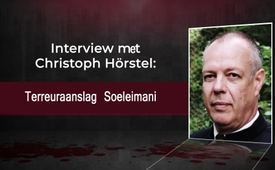 Interview met
Christoph Hörstel:
Terreuraanslag Soeleimani